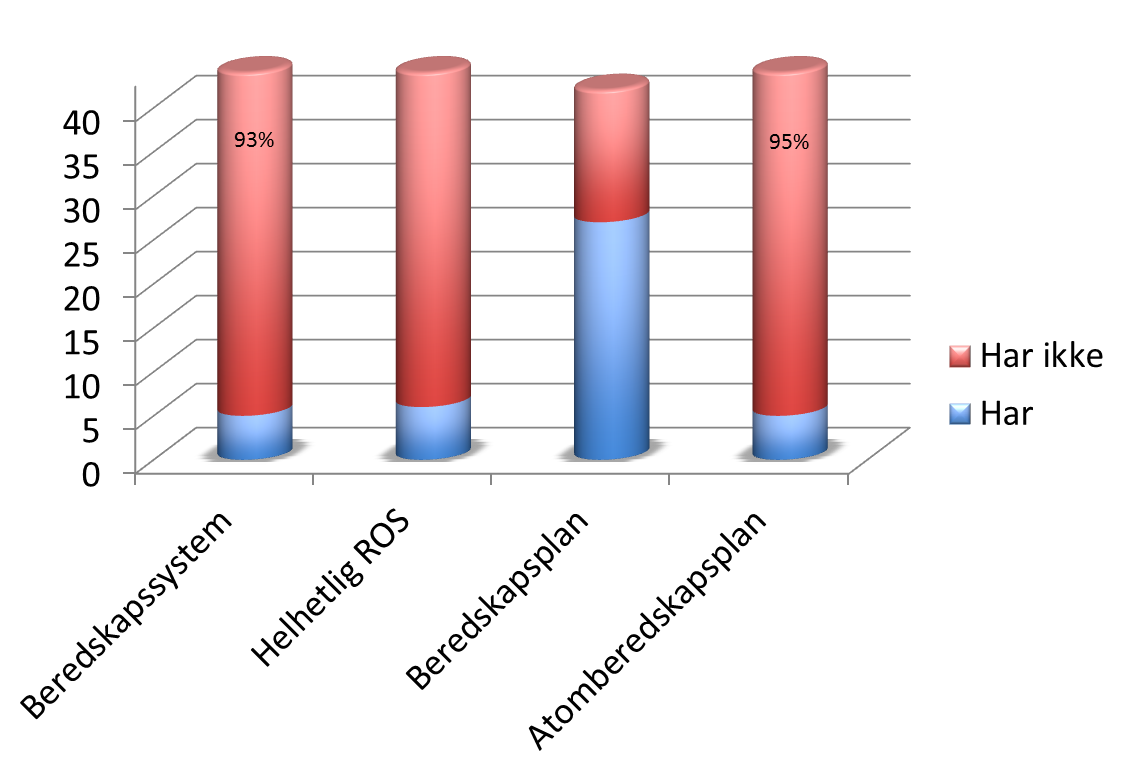 93%
95%
40
35
30
25
20
15
10
5
0
Har ikke
Har
Beredskapssystem
Helhetlig ROS
Beredskapsplan
Atomberedskapsplan